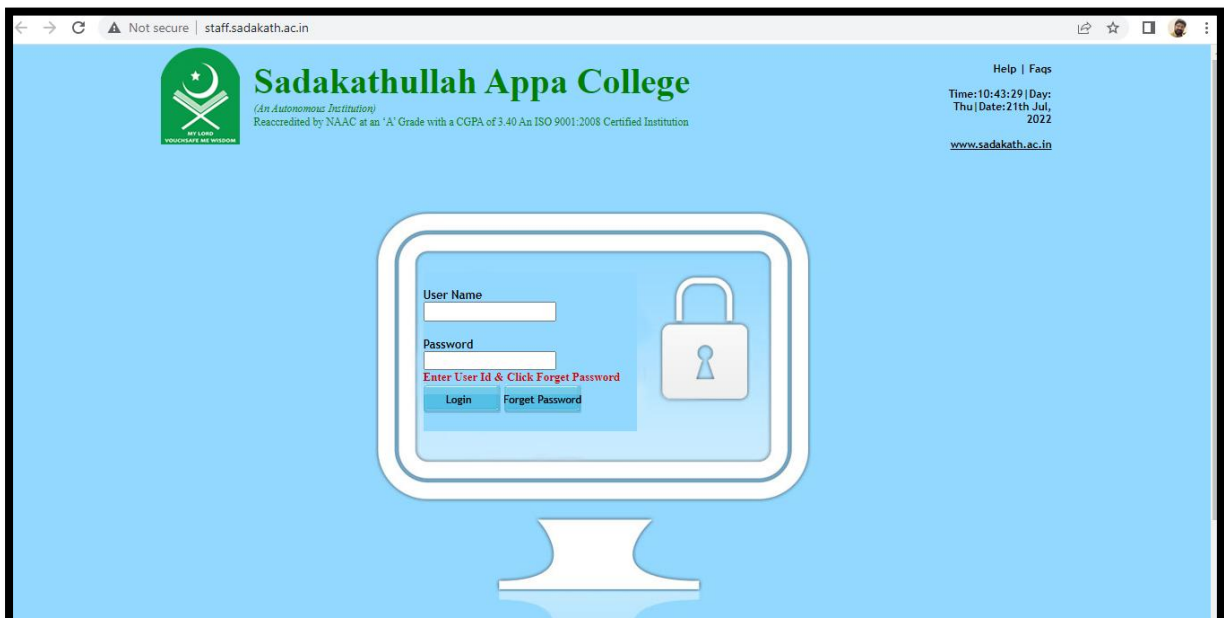 Not secure | staff.sadakath.ac.in
MY LORD
VOUCHSAFE ME WISDOM
Sadakathullah Appa College
(An Autonomous Institution)
Reaccredited by NAAC at an ‘A’ Grade with a CGPA of 3.40 An ISO 9001:2008 Certified Institution
Help | Faqs
Time:10:43:29|Day:
Thu|Date:21th Jul,
2022
www.sadakath.ac.in
User Name
Password
Enter User Id & Click Forget Password
Login Forget Password